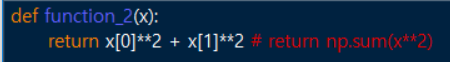 def function_2(x):
    return x[0]**2 + x[1]**2 # return np.sum(x**2)